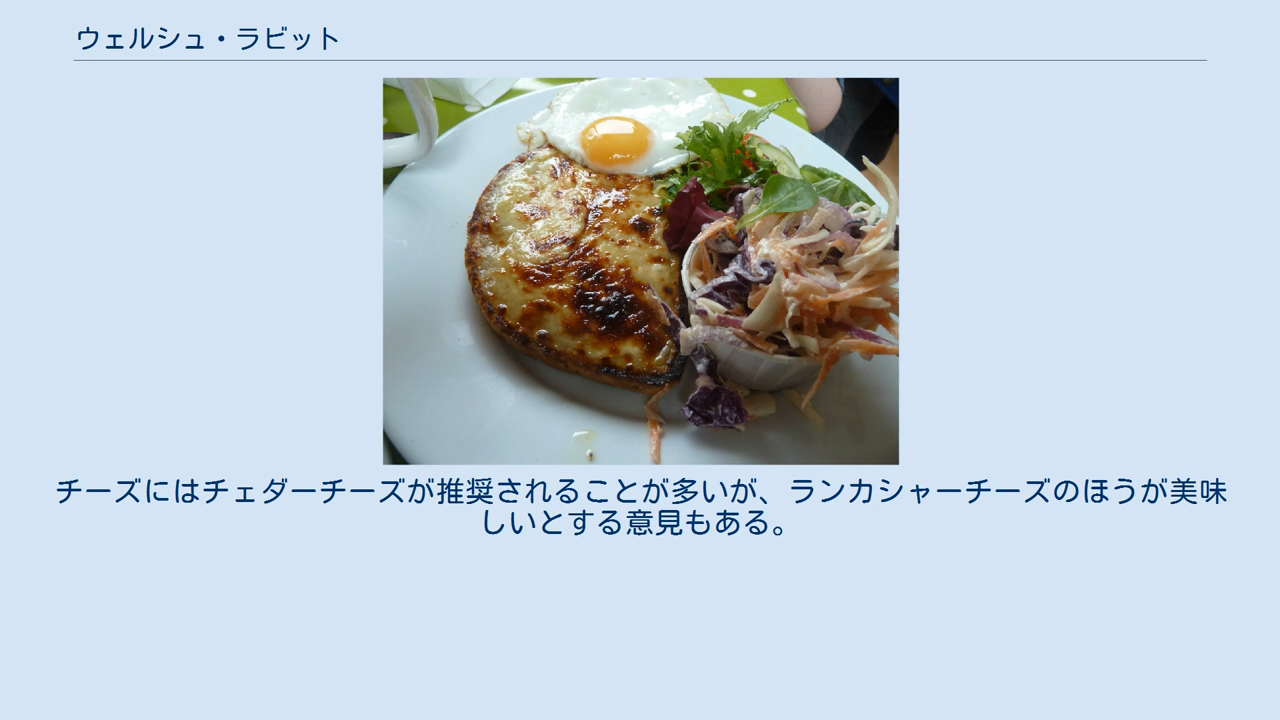 ウェルシュ・ラビット
チーズにはチェダーチーズが推奨されることが多いが、ランカシャーチーズのほうが美味
しいとする意見もある。